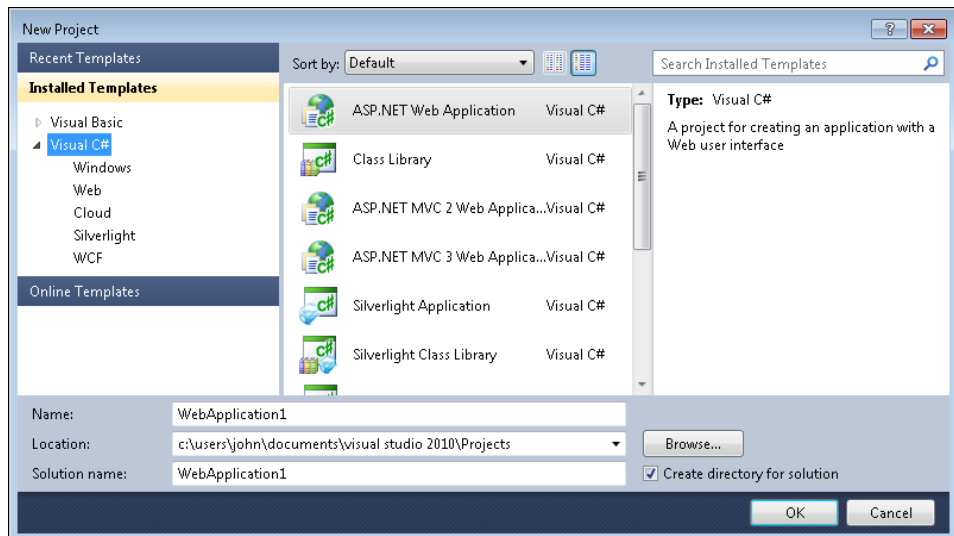 New Project
Recent Templates
Installed Templates
Visual Basic
Visual C#
Windows
Web
Cloud
Silverlight
WCF
Online Templates
Sort by: Default
ASP.NET Web Application Visual C#
Class Library Visual C#
ASP.NET MVC 2 Web Applica...Visual C#
ASP.NET MVC 3 Web Applica...Visual C#
Silverlight Application Visual C#
Silverlight Class Library Visual C#
Search Installed Templates
Type: Visual C#
A project for creating an application with a
Web user interface
Name: WebApplication1
Location: c:\users\john\documents\visual studio 2010\Projects
Browse...
Solution name: WebApplication1
Create directory for solution
OK Cancel